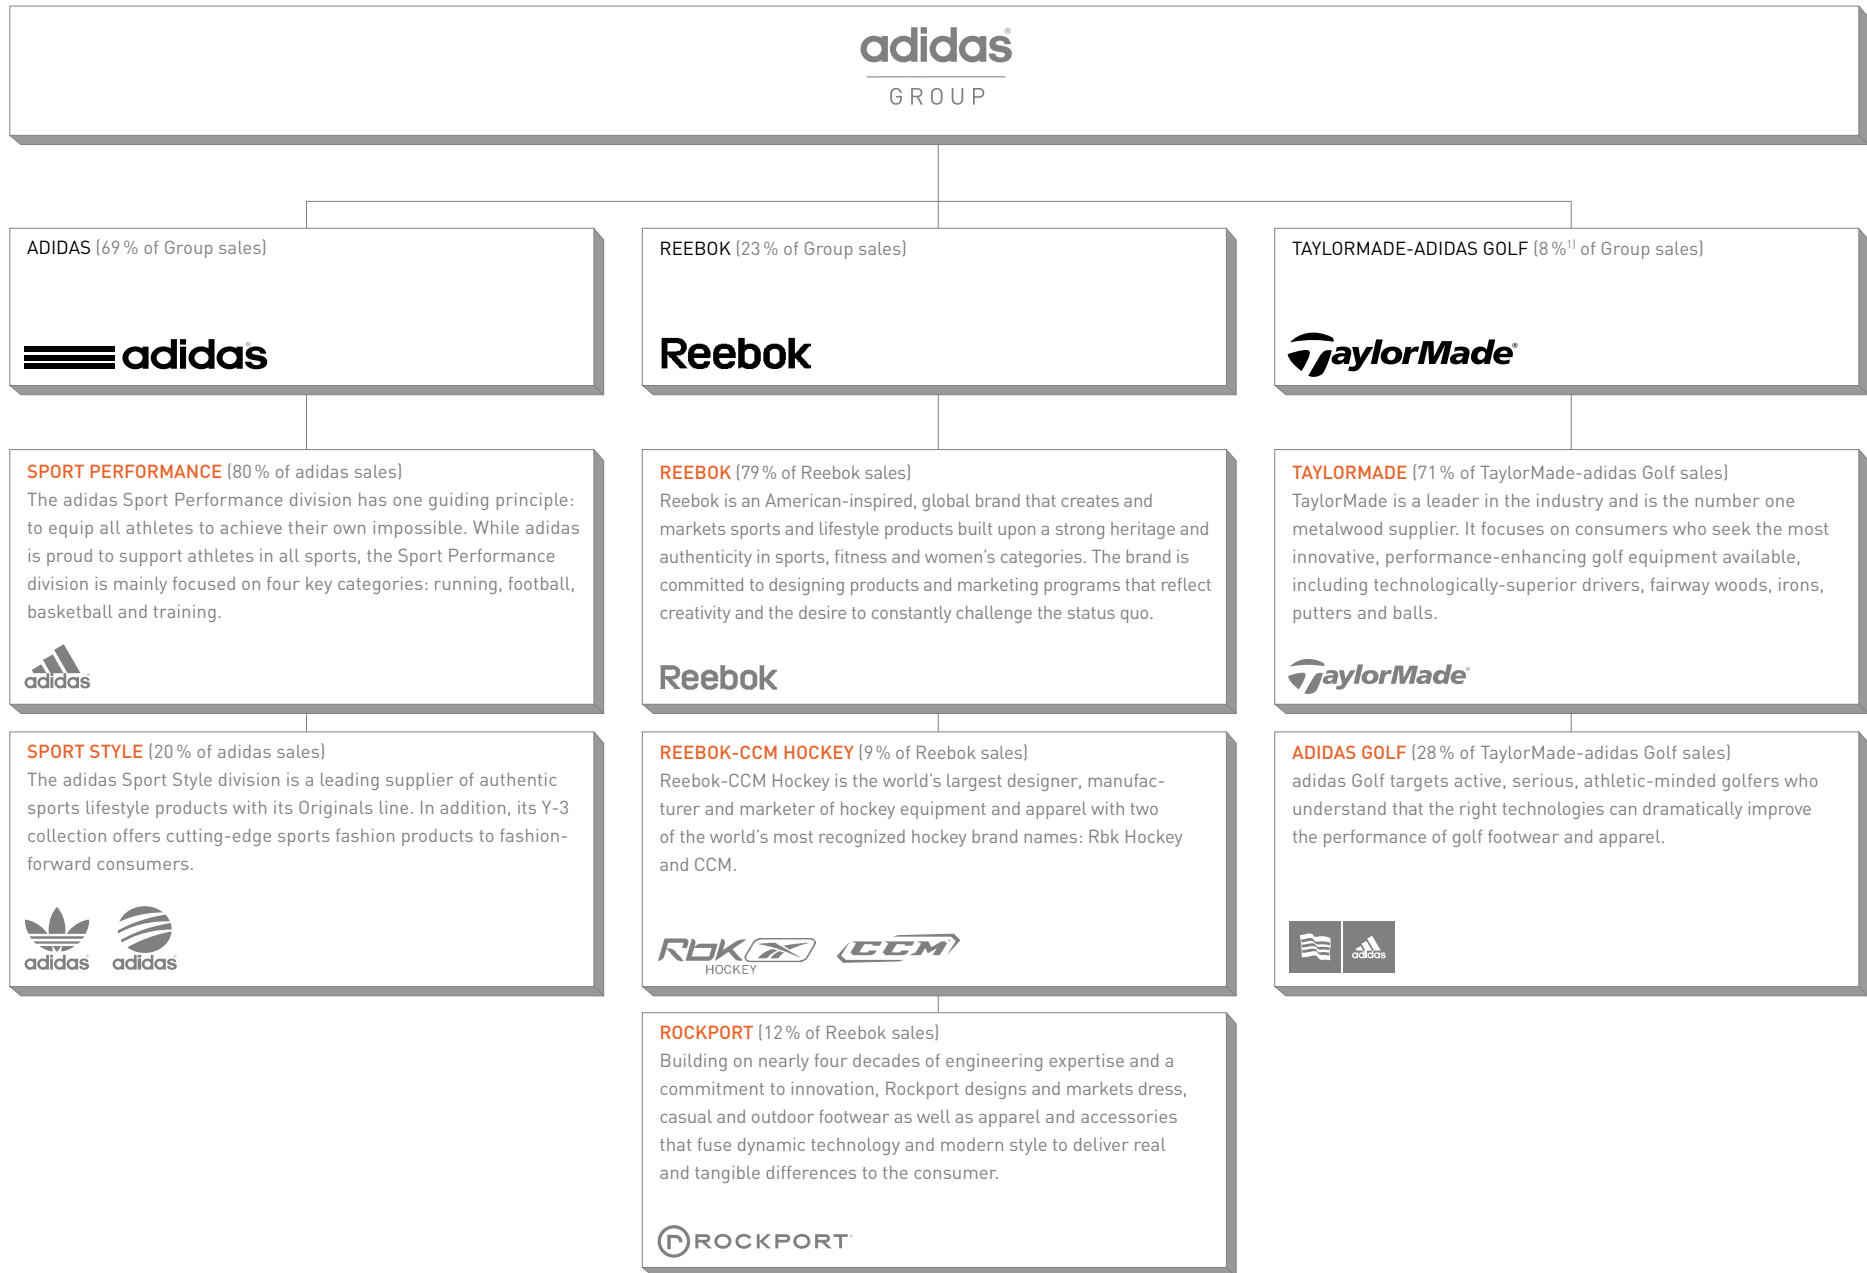 adidas®
GROUP
ADIDAS (69 % of Group sales)
adidas®
REEBOK (23 % of Group sales)
Reebok
TAYLORMADE-ADIDAS GOLF (8 %1) of Group sales)
TaylorMade®
SPORT PERFORMANCE (80 % of adidas sales)
The adidas Sport Performance division has one guiding principle:
to equip all athletes to achieve their own impossible. While adidas
is proud to support athletes in all sports, the Sport Performance
division is mainly focused on four key categories: running, football,
basketball and training.
adidas
REEBOK (79 % of Reebok sales)
Reebok is an American-inspired, global brand that creates and
markets sports and lifestyle products built upon a strong heritage and
authenticity in sports, fitness and women's categories. The brand is
committed to designing products and marketing programs that reflect
creativity and the desire to constantly challenge the status quo.
Reebok
TAYLORMADE (71 % of TaylorMade-adidas Golf sales)
TaylorMade is a leader in the industry and is the number one
metalwood supplier. It focuses on consumers who seek the most
innovative, performance-enhancing golf equipment available,
including technologically-superior drivers, fairway woods, irons,
putters and balls.
TaylorMade®
SPORT STYLE (20 % of adidas sales)
The adidas Sport Style division is a leading supplier of authentic
sports lifestyle products with its Originals line. In addition, its Y-3
collection offers cutting-edge sports fashion products to fashion-
forward consumers.
adidas adidas
REEBOK-CCM HOCKEY (9 % of Reebok sales)
Reebok-CCM Hockey is the world's largest designer, manufac-
turer and marketer of hockey equipment and apparel with two
of the world's most recognized hockey brand names: Rbk Hockey
and CCM.
Rbk CCM
HOCKEY
ADIDAS GOLF (28 % of TaylorMade-adidas Golf sales)
adidas Golf targets active, serious, athletic-minded golfers who
understand that the right technologies can dramatically improve
the performance of golf footwear and apparel.
adidas
ROCKPORT (12 % of Reebok sales)
Building on nearly four decades of engineering expertise and a
commitment to innovation, Rockport designs and markets dress,
casual and outdoor footwear as well as apparel and accessories
that fuse dynamic technology and modern style to deliver real
and tangible differences to the consumer.
r ROCKPORT